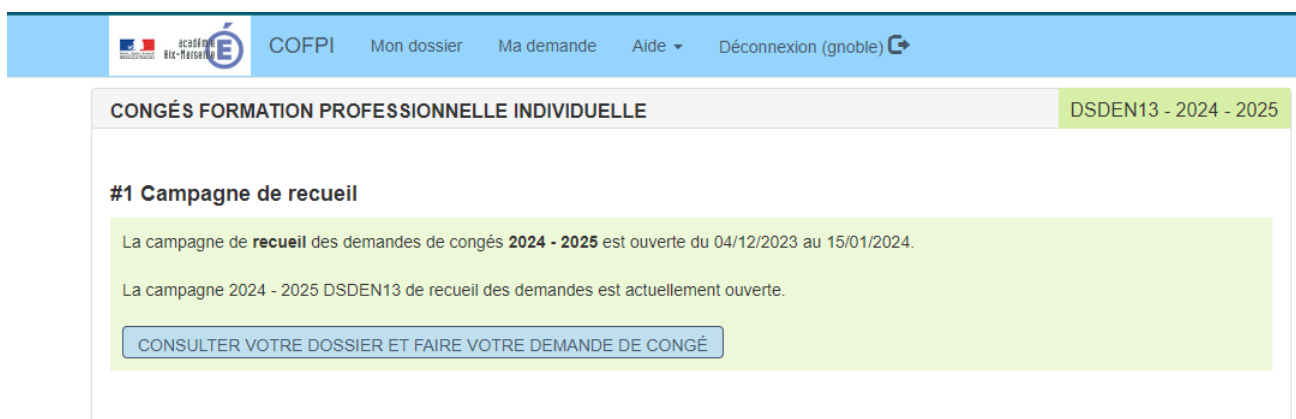 académie
Aix-Marseille
COFPI Mon dossier Ma demande Aide Déconnexion (gnoble)
CONGÉS FORMATION PROFESSIONNELLE INDIVIDUELLE DSDEN13 - 2024 - 2025
#1 Campagne de recueil
La campagne de recueil des demandes de congés 2024 - 2025 est ouverte du 04/12/2023 au 15/01/2024.
La campagne 2024 - 2025 DSDEN13 de recueil des demandes est actuellement ouverte.
CONSULTER VOTRE DOSSIER ET FAIRE VOTRE DEMANDE DE CONGÉ